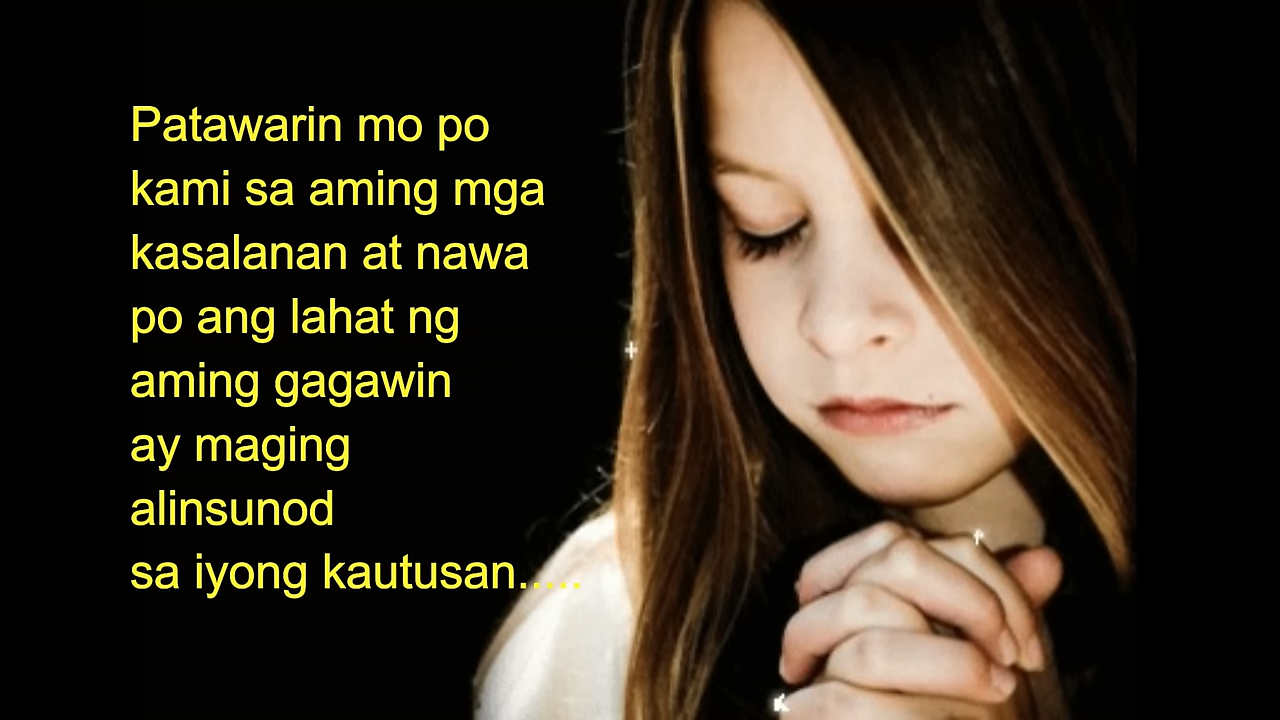 Patawarin mo po
kami sa aming mga
kasalanan at nawa
po ang lahat ng
aming gagawin
ay maging
alinsunod
sa iyong kautusan.....